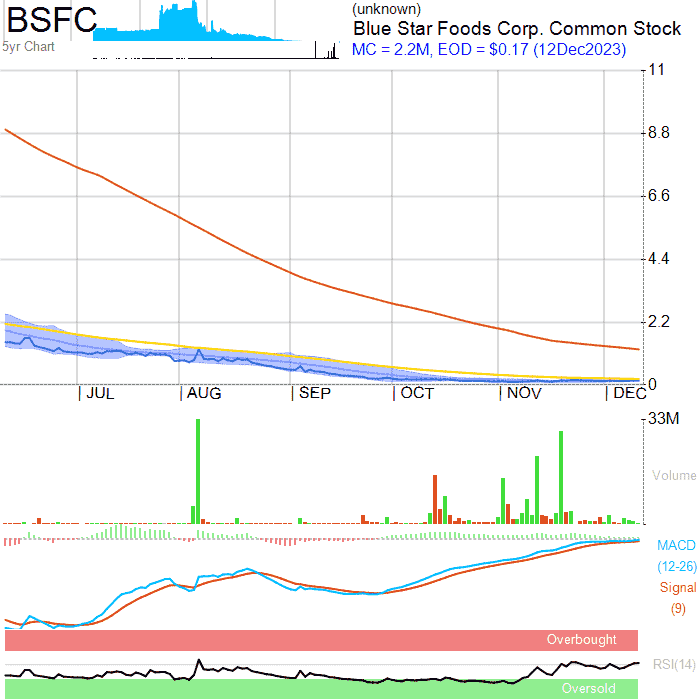 BSFC
5yr Chart
(unknown)
Blue Star Foods Corp. Common Stock
MC = 2.2M, EOD = $0.17 (12Dec2023)
11
8.8
6.6
4.4
2.2
0
JUL AUG SEP OCT NOV DEC
33M
Volume
MACD
(12-26)
Signal
(9)
Overbought
RSI(14)
Oversold